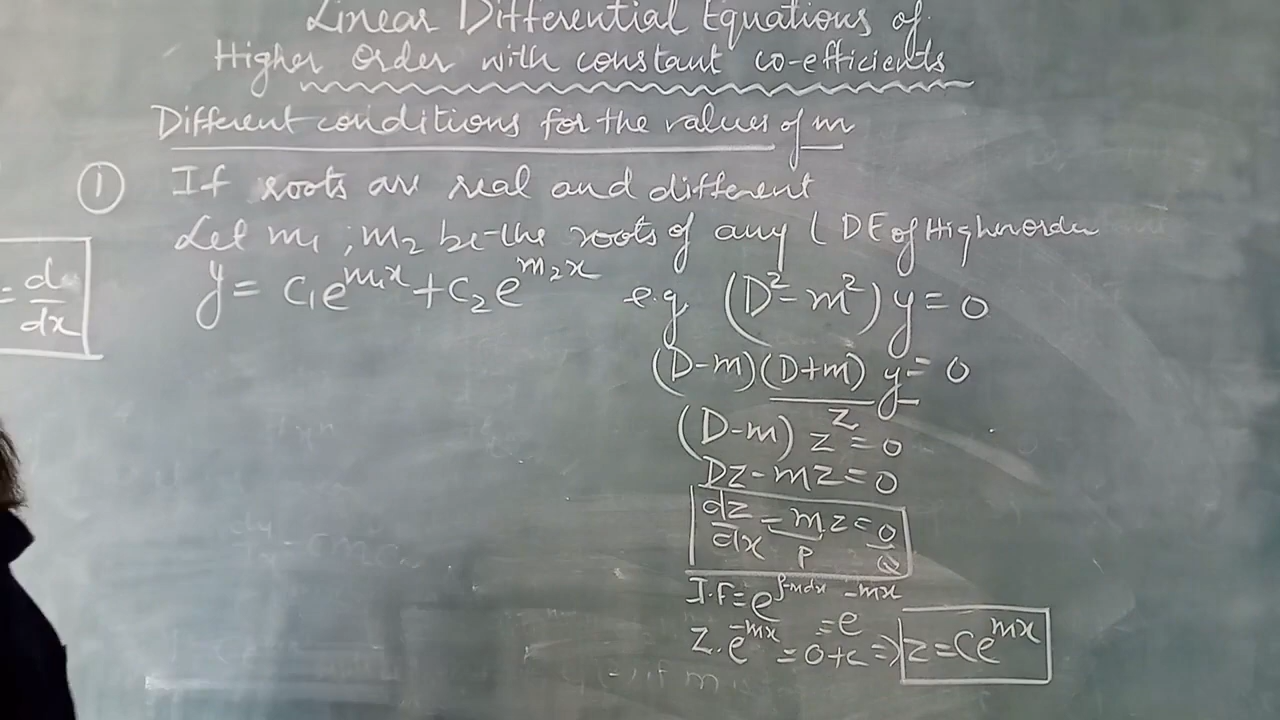 Linear Differential Equations of
Higher Order with constant co-efficients
Different conditions for the values of m
① If roots are real and different
Let m₁ ; m₂ be the roots of any LDE of Higher order
= d/dx
y = c₁e^{m₁x} + c₂e^{m₂x}
e.g (D² - m²) y = 0
(D-m)(D+m) y = 0
z
(D-m) z = 0
Dz - mz = 0
dz/dx - mz = 0
P Q
I.F = e^{∫-mdx} = e^{-mx}
z.e^{-mx} = 0+c ⇒ z = ce^{mx}